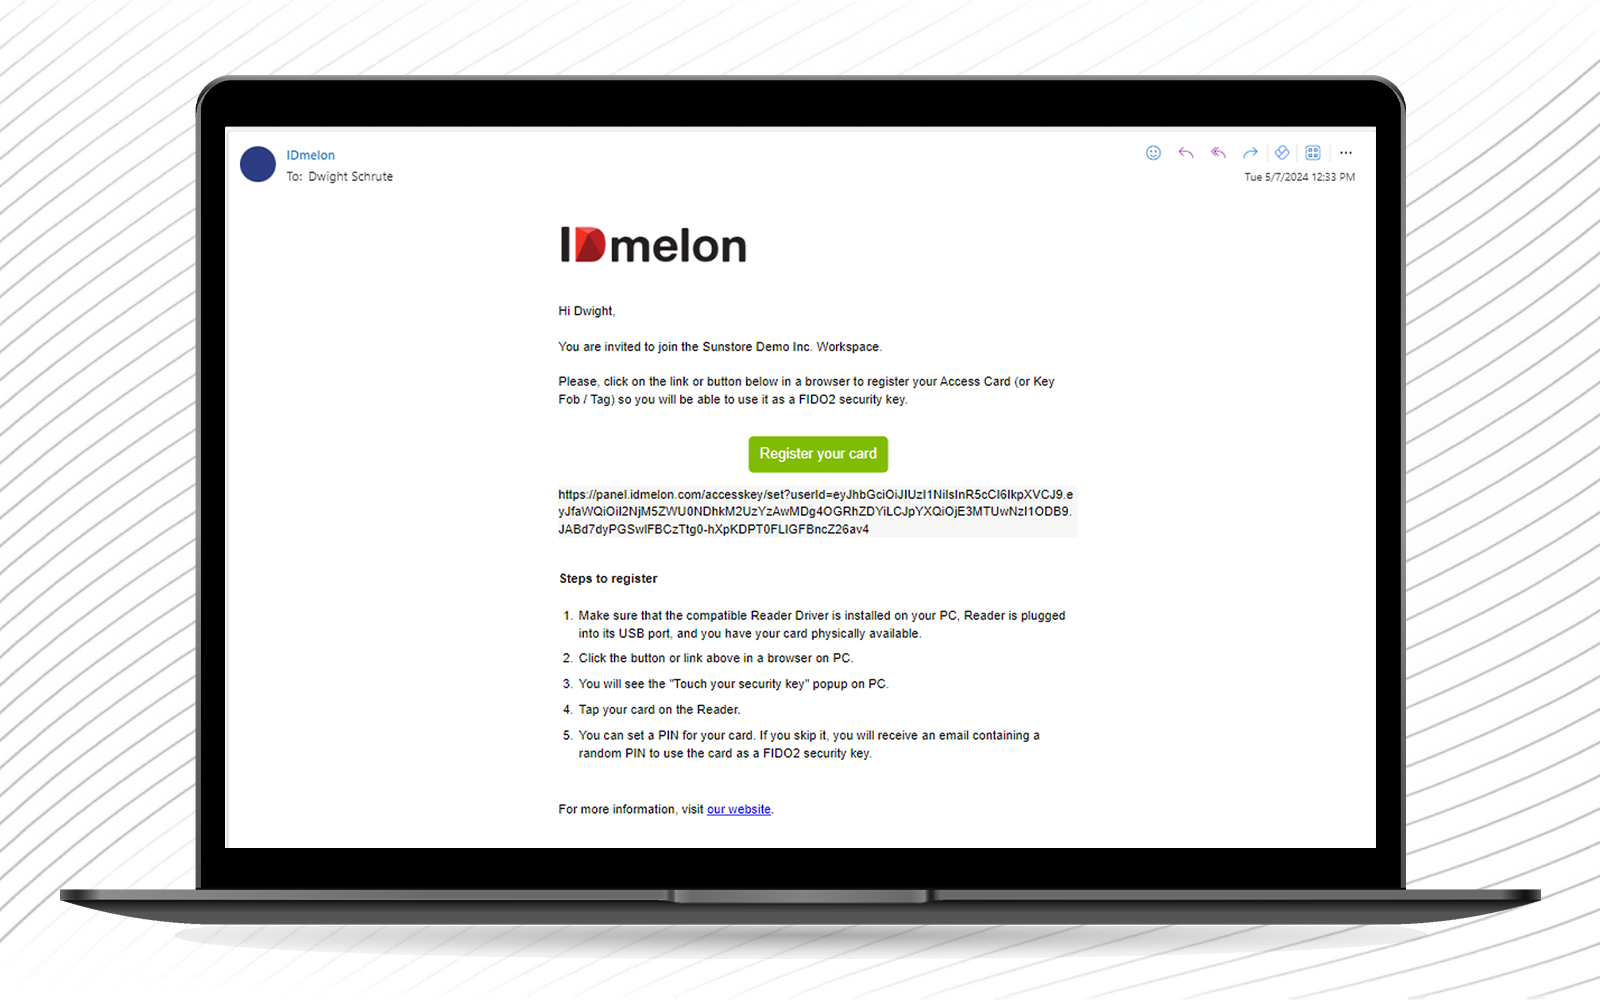 IDmelon
To: Dwight Schrute
Tue 5/7/2024 12:33 PM
IDmelon
Hi Dwight,
You are invited to join the Sunstore Demo Inc. Workspace.
Please, click on the link or button below in a browser to register your Access Card (or Key
Fob / Tag) so you will be able to use it as a FIDO2 security key.
Register your card
https://panel.idmelon.com/accesskey/set?userId=eyJhbGciOiJIUzI1NiIsInR5cCI6IkpXVCJ9.e
yJfaWQiOiI2NjM5ZWU0NDhkM2UzYzAwMDg4OGRhZDYiLCJpYXQiOjE3MTUwNzI1ODB9.
JABd7dyPGSwIFBCzTtg0-hXpKDPT0FLIGFBncZ26av4
Steps to register
1. Make sure that the compatible Reader Driver is installed on your PC, Reader is plugged
into its USB port, and you have your card physically available.
2. Click the button or link above in a browser on PC.
3. You will see the "Touch your security key" popup on PC.
4. Tap your card on the Reader.
5. You can set a PIN for your card. If you skip it, you will receive an email containing a
random PIN to use the card as a FIDO2 security key.
For more information, visit our website.